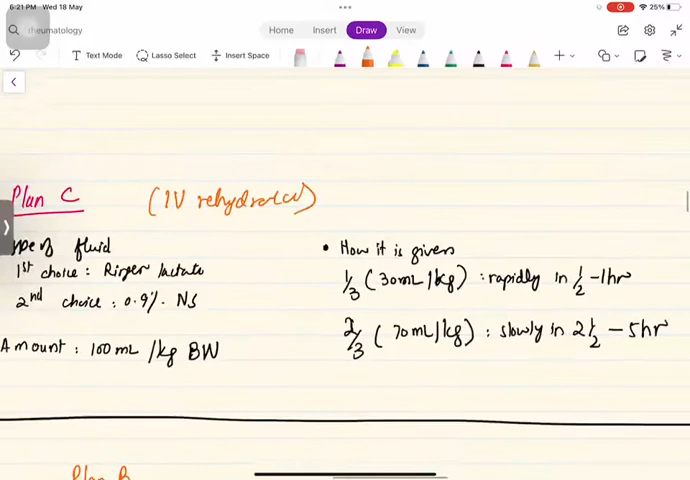 6:21 PM Wed 18 May
25%
rheumatology
Home Insert Draw View
Text Mode Lasso Select Insert Space
Plan C (IV rehydration)
ype of fluid
1st choice: Ringer lactate
2nd choice: 0.9% NS
Amount: 100 mL/kg BW
• How it is given
1/3 (30mL/kg): rapidly in 1/2 - 1hr
2/3 (70mL/kg): slowly in 2 1/2 - 5hr
Plan B